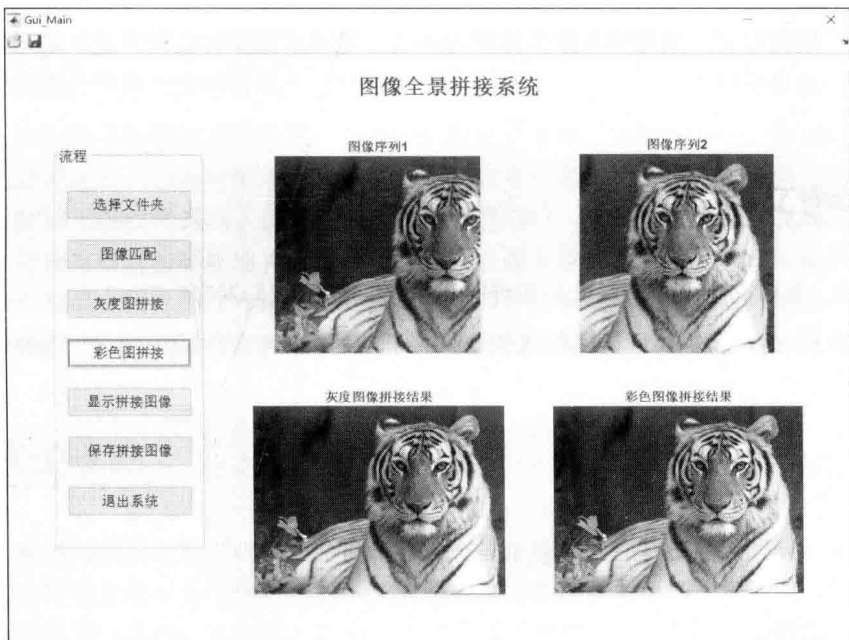 Gui_Main
图像全景拼接系统
流程
选择文件夹
图像匹配
灰度图拼接
彩色图拼接
显示拼接图像
保存拼接图像
退出系统
图像序列1
图像序列2
灰度图像拼接结果
彩色图像拼接结果